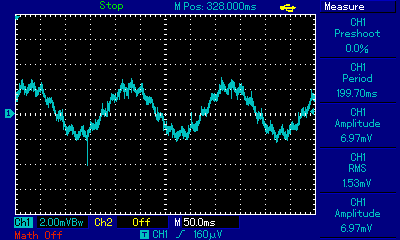 Stop M Pos: 328.000ms Measure
CH1
Preshoot
0.0%
CH1
Period
199.70ms
CH1
Amplitude
6.97mV
CH1
RMS
1.53mV
CH1
Amplitude
6.97mV
1
Ch1 2.00mVBw Ch2 Off M 50.0ms
Math Off T CH1 160μV